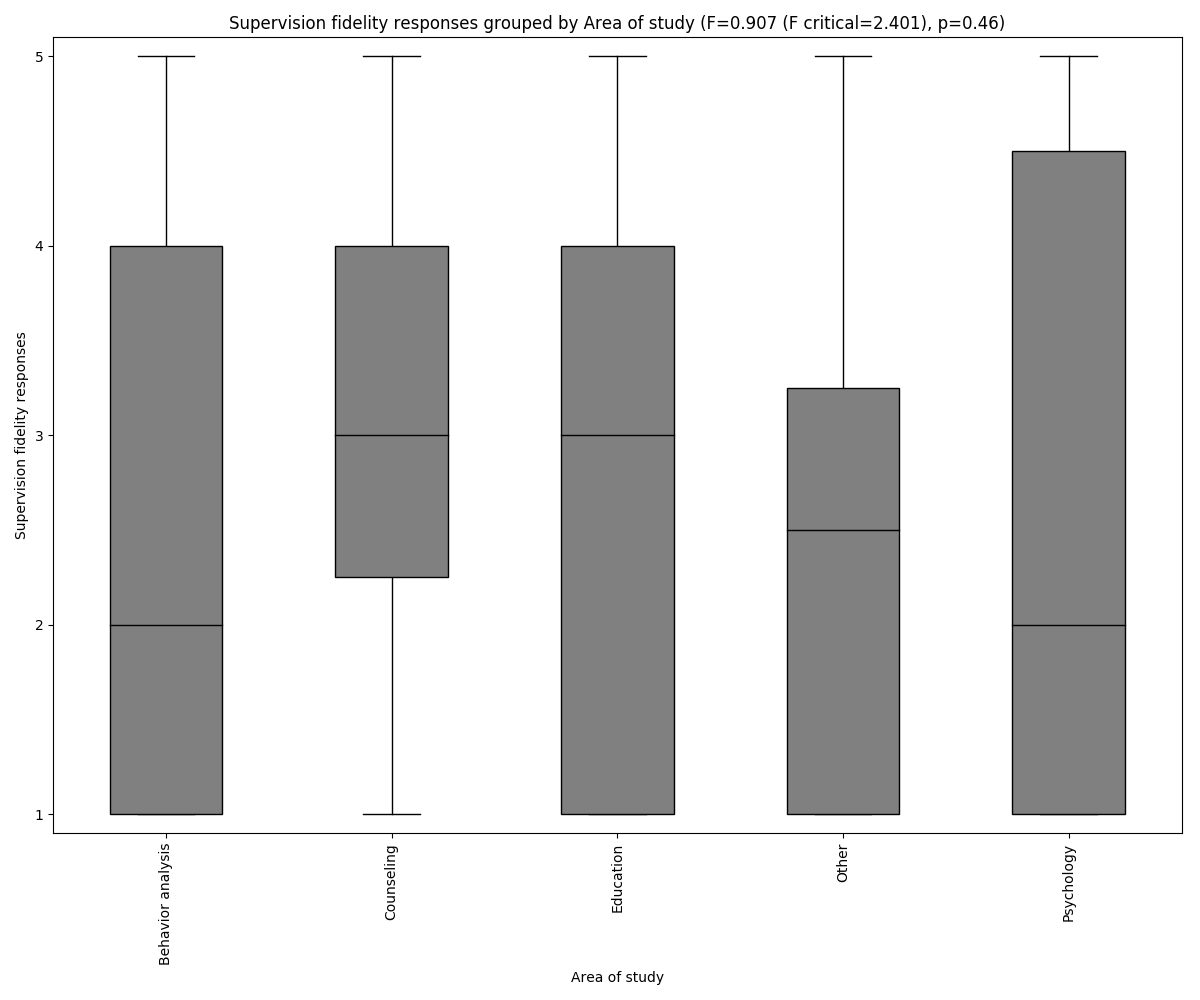 Supervision fidelity responses grouped by Area of study (F=0.907 (F critical=2.401), p=0.46)
5
4
3
2
1
Supervision fidelity responses
Behavior analysis
Counseling
Education
Other
Psychology
Area of study